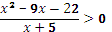 x² − 9x − 22
x + 5
> 0